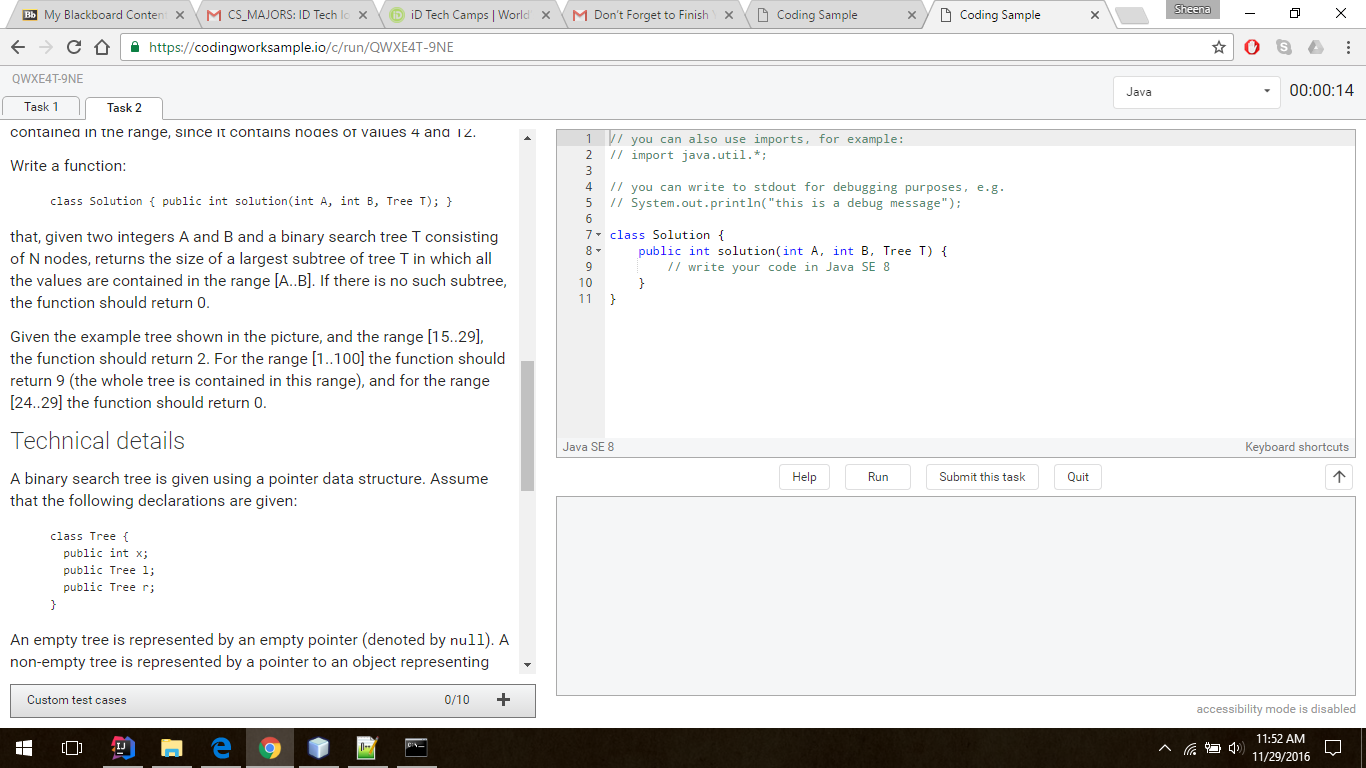 My Blackboard Content
CS_MAJORS: ID Tech Ic
iD Tech Camps | World
Don't Forget to Finish
Coding Sample
Coding Sample
Sheena
https://codingworksample.io/c/run/QWXE4T-9NE
QWXE4T-9NE
Task 1
Task 2
Java
00:00:14
contained in the range, since it contains nodes of values 4 and 12.
Write a function:
class Solution { public int solution(int A, int B, Tree T); }
that, given two integers A and B and a binary search tree T consisting
of N nodes, returns the size of a largest subtree of tree T in which all
the values are contained in the range [A..B]. If there is no such subtree,
the function should return 0.
Given the example tree shown in the picture, and the range [15..29],
the function should return 2. For the range [1..100] the function should
return 9 (the whole tree is contained in this range), and for the range
[24..29] the function should return 0.
Technical details
A binary search tree is given using a pointer data structure. Assume
that the following declarations are given:
class Tree {
public int x;
public Tree l;
public Tree r;
}
An empty tree is represented by an empty pointer (denoted by null). A
non-empty tree is represented by a pointer to an object representing
Custom test cases
0/10
1 // you can also use imports, for example:
2 // import java.util.*;
3
4 // you can write to stdout for debugging purposes, e.g.
5 // System.out.println("this is a debug message");
6
7 class Solution {
8 public int solution(int A, int B, Tree T) {
9 // write your code in Java SE 8
10 }
11 }
Java SE 8
Keyboard shortcuts
Help
Run
Submit this task
Quit
accessibility mode is disabled
11:52 AM
11/29/2016